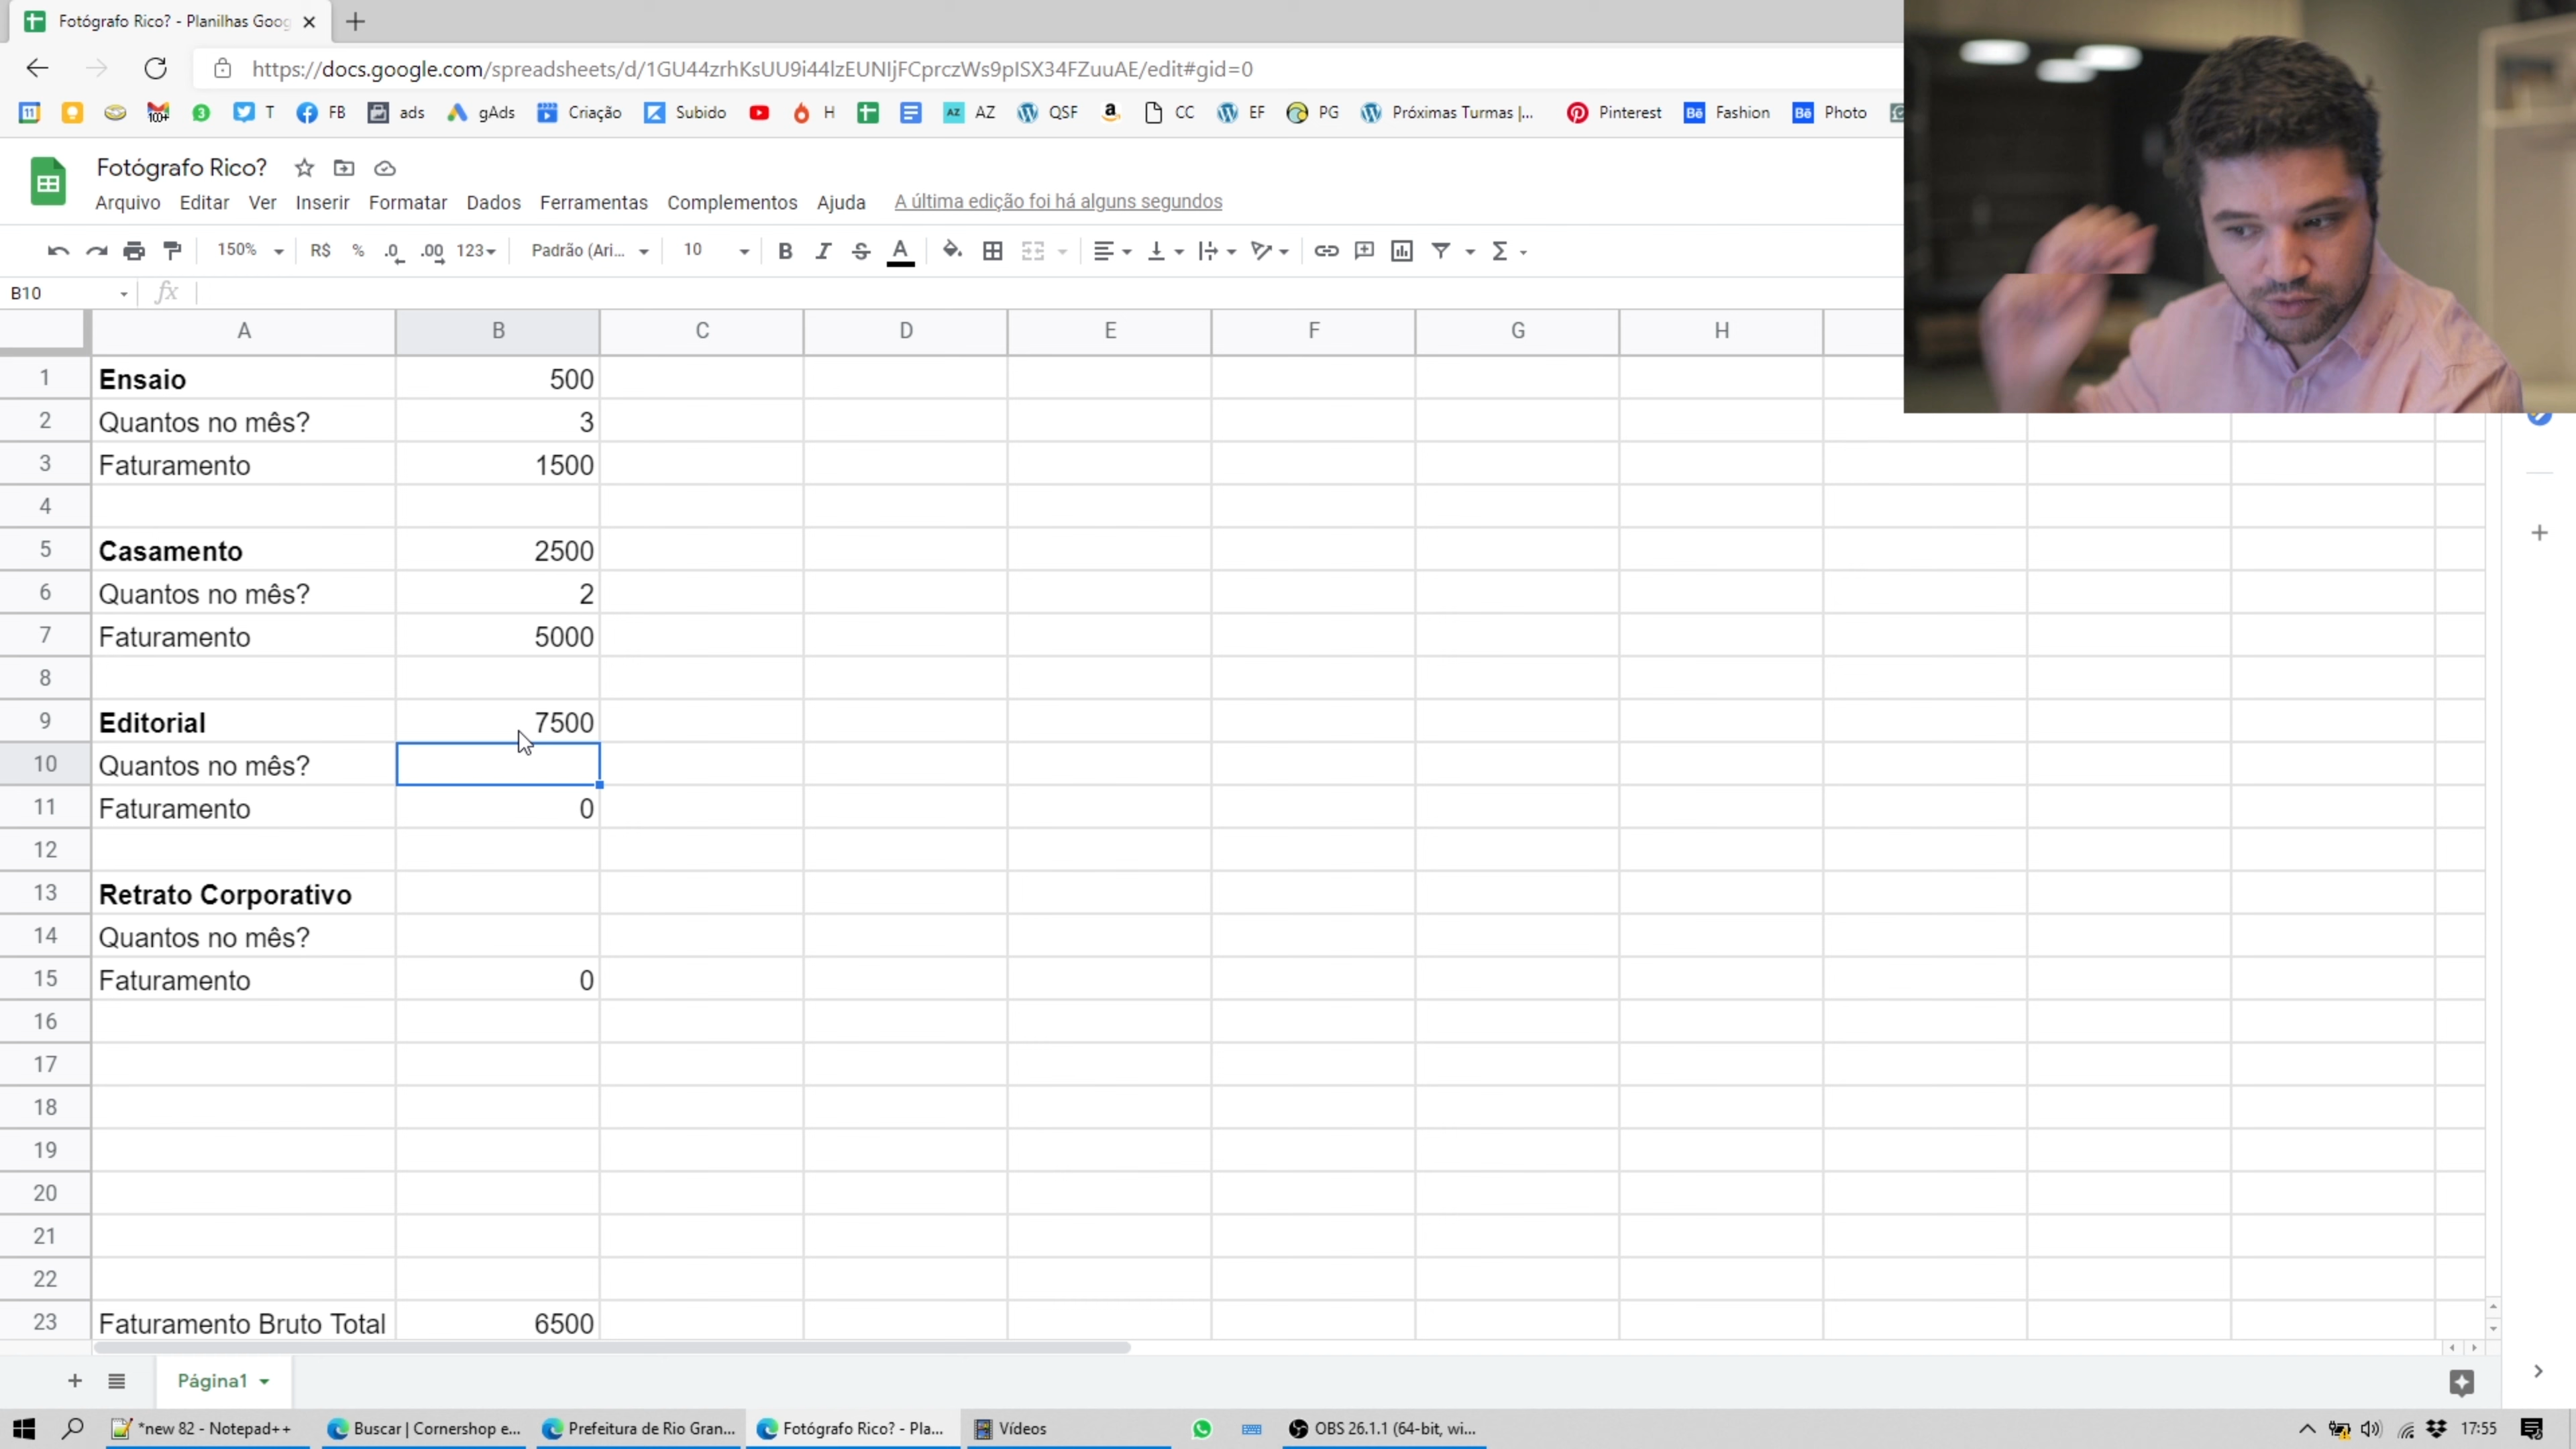 Fotógrafo Rico? - Planilhas Goog
https://docs.google.com/spreadsheets/d/1GU44zrhKsUU9i44lzEUNIjFCprczWs9pISX34FZuuAE/edit#gid=0
11 100+ 3 T FB ads gAds Criação Subido H AZ AZ QSF a CC EF PG Próximas Turmas |... Pinterest Bē Fashion Bē Photo
Fotógrafo Rico?
Arquivo Editar Ver Inserir Formatar Dados Ferramentas Complementos Ajuda A última edição foi há alguns segundos
150% R$ % .0 .00 123 Padrão (Ari... 10 B I S A Σ
B10 fx
A B C D E F G H
1 Ensaio 500
2 Quantos no mês? 3
3 Faturamento 1500
4
5 Casamento 2500
6 Quantos no mês? 2
7 Faturamento 5000
8
9 Editorial 7500
10 Quantos no mês?
11 Faturamento 0
12
13 Retrato Corporativo
14 Quantos no mês?
15 Faturamento 0
16
17
18
19
20
21
22
23 Faturamento Bruto Total 6500
Página1
*new 82 - Notepad++ Buscar | Cornershop e... Prefeitura de Rio Gran... Fotógrafo Rico? - Pla... Vídeos OBS 26.1.1 (64-bit, wi... 17:55